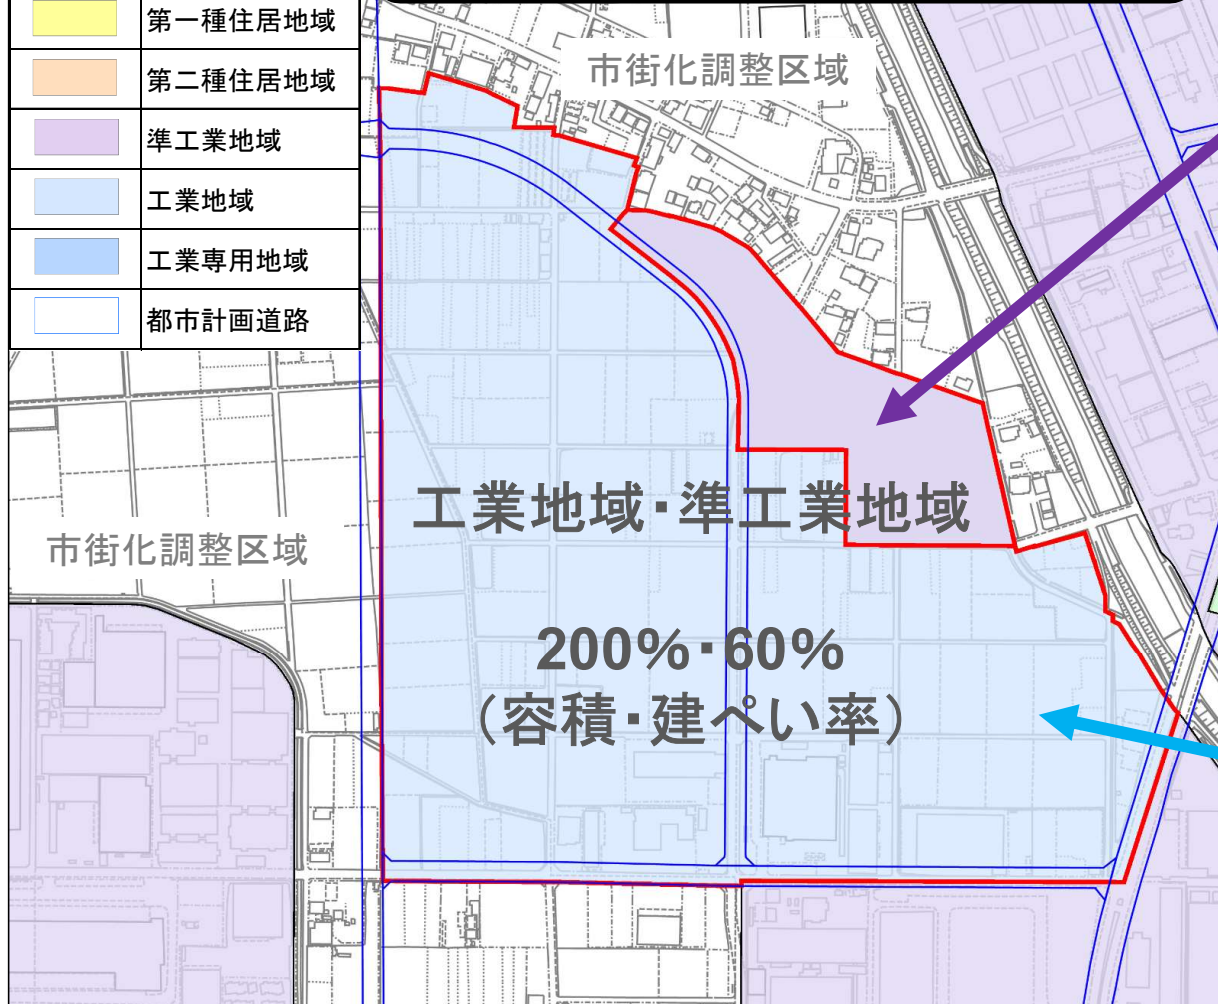 第一種住居地域
第二種住居地域
準工業地域
工業地域
工業専用地域
都市計画道路
市街化調整区域
工業地域・準工業地域
市街化調整区域
200%・60%
（容積・建ぺい率）